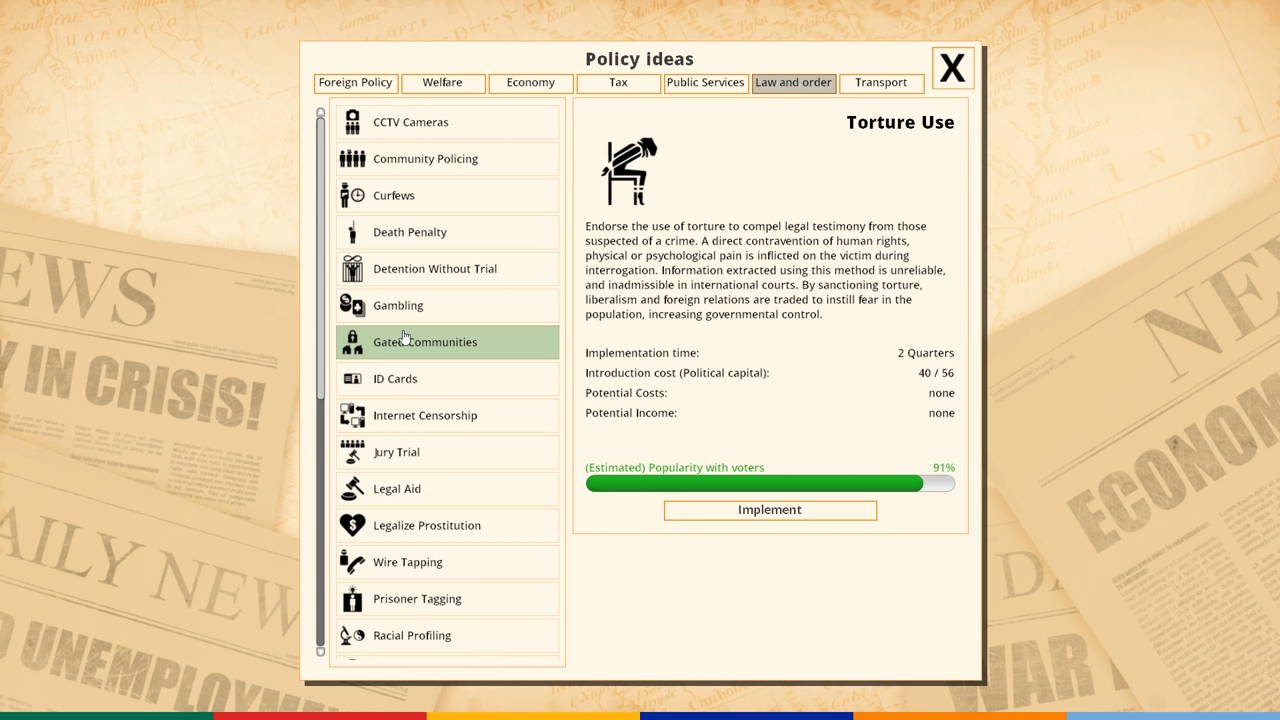 Policy ideas
X
Foreign Policy
Welfare
Economy
Tax
Public Services
Law and order
Transport
CCTV Cameras
Community Policing
Curfews
Death Penalty
Detention Without Trial
Gambling
Gated Communities
ID Cards
Internet Censorship
Jury Trial
Legal Aid
Legalize Prostitution
Wire Tapping
Prisoner Tagging
Racial Profiling
Torture Use
Endorse the use of torture to compel legal testimony from those
suspected of a crime. A direct contravention of human rights,
physical or psychological pain is inflicted on the victim during
interrogation. Information extracted using this method is unreliable,
and inadmissible in international courts. By sanctioning torture,
liberalism and foreign relations are traded to instill fear in the
population, increasing governmental control.
Implementation time: 2 Quarters
Introduction cost (Political capital): 40 / 56
Potential Costs: none
Potential Income: none
(Estimated) Popularity with voters 91%
Implement
EWS
Y IN CRISIS!
AILY NEW
UNEMPLOYM
NE
ECONOM
DA
WAR